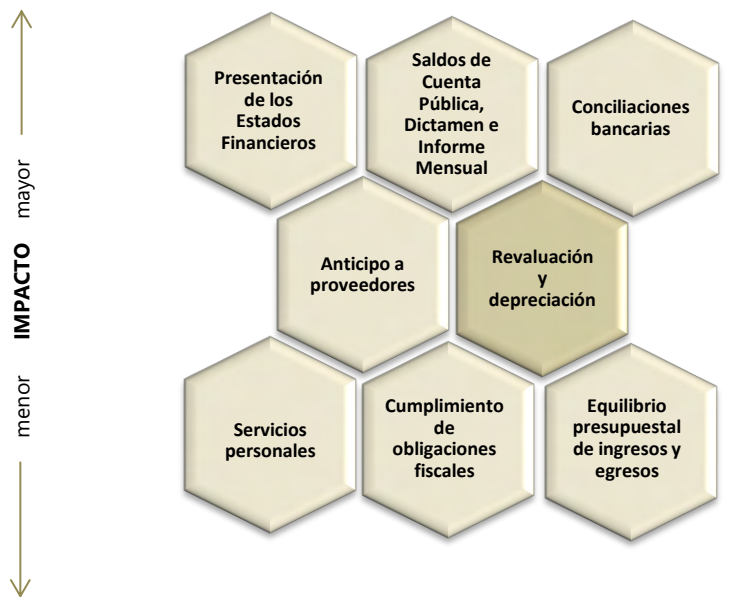 Presentación
de los
Estados
Financieros
Saldos de
Cuenta
Pública,
Dictamen e
Informe
Mensual
Conciliaciones
bancarias
Anticipo a
proveedores
Revaluación
y
depreciación
Servicios
personales
Cumplimiento
de
obligaciones
fiscales
Equilibrio
presupuestal
de ingresos y
egresos
menor IMPACTO mayor